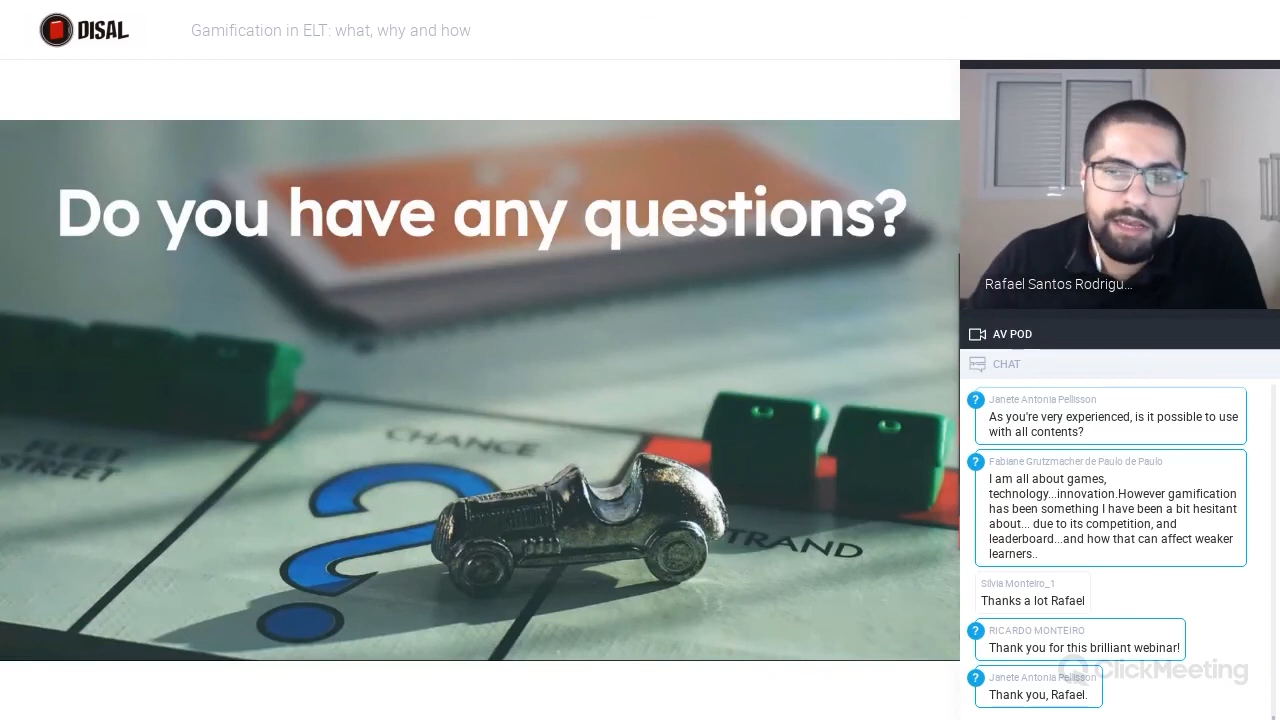 DISAL
Gamification in ELT: what, why and how
Do you have any questions?
FLEET
STREET
CHANCE
TRAND
Rafael Santos Rodrigu...
AV POD
CHAT
Janete Antonia Pellisson
As you're very experienced, is it possible to use
with all contents?
Fabiane Grutzmacher de Paulo de Paulo
I am all about games,
technology...innovation.However gamification
has been something I have been a bit hesitant
about... due to its competition, and
leaderboard...and how that can affect weaker
learners..
Silvia Monteiro_1
Thanks a lot Rafael
RICARDO MONTEIRO
Thank you for this brilliant webinar!
Janete Antonia Pellisson
Thank you, Rafael.
ClickMeeting